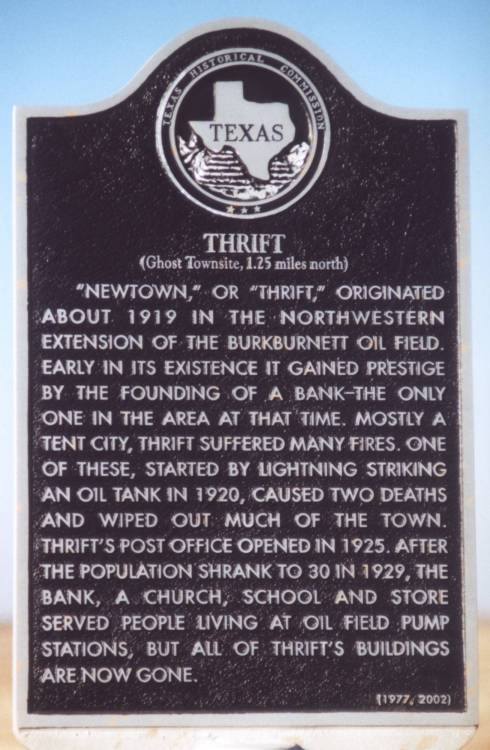 TEXAS HISTORICAL COMMISSION
TEXAS
THRIFT
(Ghost Townsite, 1.25 miles north)
"NEWTOWN," OR "THRIFT," ORIGINATED
ABOUT 1919 IN THE NORTHWESTERN
EXTENSION OF THE BURKBURNETT OIL FIELD.
EARLY IN ITS EXISTENCE IT GAINED PRESTIGE
BY THE FOUNDING OF A BANK–THE ONLY
ONE IN THE AREA AT THAT TIME. MOSTLY A
TENT CITY, THRIFT SUFFERED MANY FIRES. ONE
OF THESE, STARTED BY LIGHTNING STRIKING
AN OIL TANK IN 1920, CAUSED TWO DEATHS
AND WIPED OUT MUCH OF THE TOWN.
THRIFT'S POST OFFICE OPENED IN 1925. AFTER
THE POPULATION SHRANK TO 30 IN 1929, THE
BANK, A CHURCH, SCHOOL AND STORE
SERVED PEOPLE LIVING AT OIL FIELD PUMP
STATIONS, BUT ALL OF THRIFT'S BUILDINGS
ARE NOW GONE.
(1977, 2002)